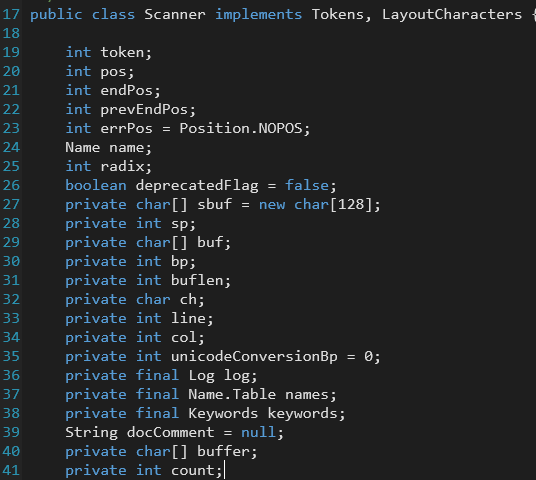 17 public class Scanner implements Tokens, LayoutCharacters {
18
19 int token;
20 int pos;
21 int endPos;
22 int prevEndPos;
23 int errPos = Position.NOPOS;
24 Name name;
25 int radix;
26 boolean deprecatedFlag = false;
27 private char[] sbuf = new char[128];
28 private int sp;
29 private char[] buf;
30 private int bp;
31 private int buflen;
32 private char ch;
33 private int line;
34 private int col;
35 private int unicodeConversionBp = 0;
36 private final Log log;
37 private final Name.Table names;
38 private final Keywords keywords;
39 String docComment = null;
40 private char[] buffer;
41 private int count;